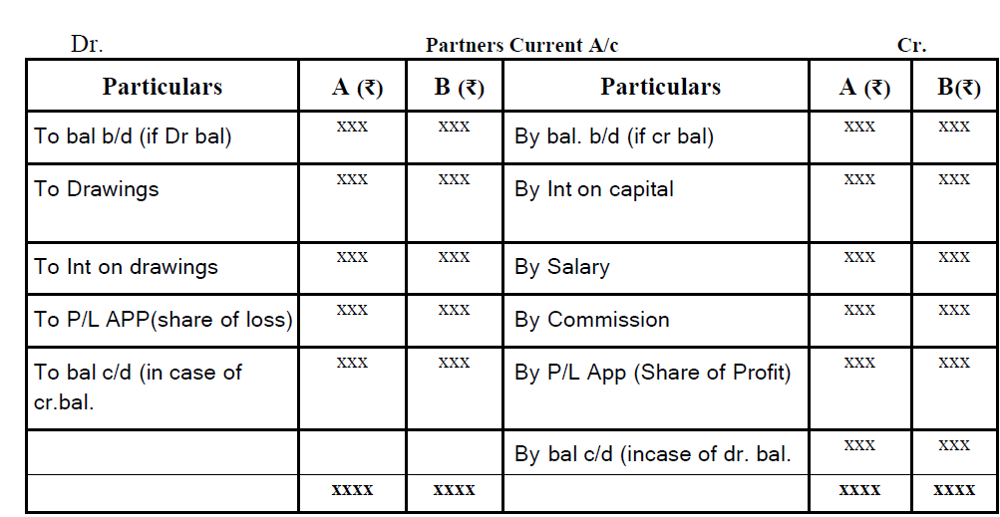 Dr. Partners Current A/c Cr.
Particulars A (₹) B (₹) Particulars A (₹) B(₹)
To bal b/d (if Dr bal) xxx xxx By bal. b/d (if cr bal) xxx xxx
To Drawings xxx xxx By Int on capital xxx xxx
To Int on drawings xxx xxx By Salary xxx xxx
To P/L APP(share of loss) xxx xxx By Commission xxx xxx
To bal c/d (in case of xxx xxx By P/L App (Share of Profit) xxx xxx
cr.bal.
By bal c/d (incase of dr. bal. xxx xxx
xxxx xxxx xxxx xxxx